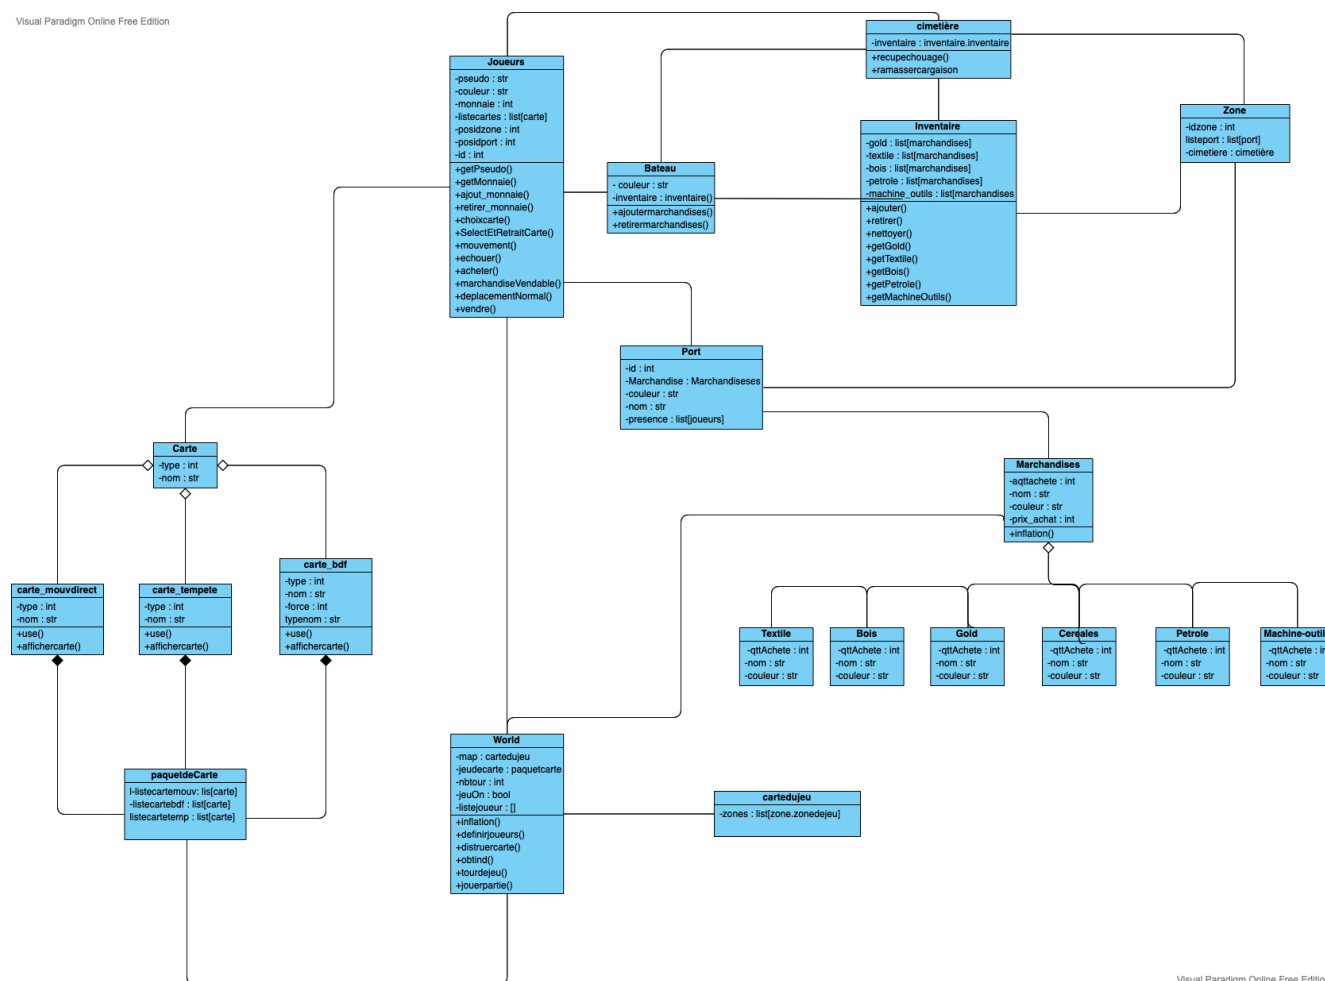 Visual Paradigm Online Free Edition
cimetière
-inventaire : inventaire.inventaire
+recupechouage()
+ramassercargaison
Joueurs
-pseudo : str
-couleur : str
-monnaie : int
-listecartes : list[carte]
-posidzone : int
-posidport : int
-id : int
+getPseudo()
+getMonnaie()
+ajout_monnaie()
+retirer_monnaie()
+choixcarte()
+SelectEtRetraitCarte()
+mouvement()
+echouer()
+acheter()
+marchandiseVendable()
+deplacementNormal()
+vendre()
Zone
-idzone : int
listeport : list[port]
-cimetiere : cimetière
Inventaire
-gold : list[marchandises]
-textile : list[marchandises]
-bois : list[marchandises]
-petrole : list[marchandises]
-machine_outils : list[marchandises
+ajouter()
+retirer()
+nettoyer()
+getGold()
+getTextile()
+getBois()
+getPetrole()
+getMachineOutils()
Bateau
- couleur : str
-inventaire : inventaire()
+ajoutermarchandises()
+retirermarchandises()
Port
-id : int
-Marchandise : Marchandiseses
-couleur : str
-nom : str
-presence : list[joueurs]
Carte
-type : int
-nom : str
Marchandises
-aqttachete : int
-nom : str
-couleur : str
-prix_achat : int
+inflation()
carte_mouvdirect
-type : int
-nom : str
+use()
+affichercarte()
carte_tempete
-type : int
-nom : str
+use()
+affichercarte()
carte_bdf
-type : int
-nom : str
-force : int
typenom : str
+use()
+affichercarte()
Textile
-qttAchete : int
-nom : str
-couleur : str
Bois
-qttAchete : int
-nom : str
-couleur : str
Gold
-qttAchete : int
-nom : str
-couleur : str
Cereales
-qttAchete : int
-nom : str
-couleur : str
Petrole
-qttAchete : int
-nom : str
-couleur : str
Machine-outil
-qttAchete : int
-nom : str
-couleur : str
World
-map : cartedujeu
-jeudecarte : paquetcarte
-nbtour : int
-jeuOn : bool
-listejoueur : []
+inflation()
+definirjoueurs()
+distruercarte()
+obtind()
+tourdejeu()
+jouerpartie()
paquetdeCarte
l-listecartemouv: lis[carte]
-listecartebdf : list[carte]
listecartetemp : list[carte]
cartedujeu
-zones : list[zone.zonedejeu]
Visual Paradigm Online Free Editio